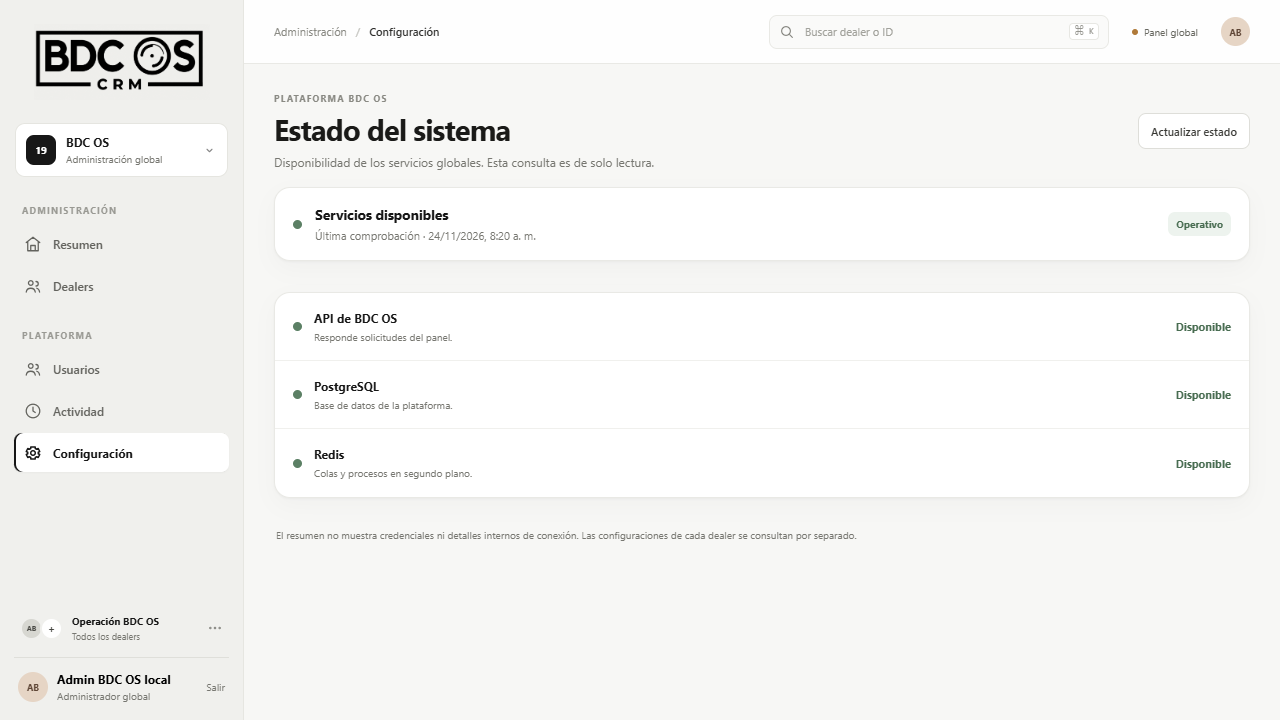 BDC OS
CRM
19
BDC OS
Administración global
ADMINISTRACIÓN
Resumen
Dealers
PLATAFORMA
Usuarios
Actividad
Configuración
AB
+
Operación BDC OS
Todos los dealers
AB
Admin BDC OS local
Administrador global
Salir
Administración / Configuración
Buscar dealer o ID
⌘ K
Panel global
AB
PLATAFORMA BDC OS
Estado del sistema
Disponibilidad de los servicios globales. Esta consulta es de solo lectura.
Actualizar estado
Servicios disponibles
Última comprobación · 24/11/2026, 8:20 a. m.
Operativo
API de BDC OS
Responde solicitudes del panel.
Disponible
PostgreSQL
Base de datos de la plataforma.
Disponible
Redis
Colas y procesos en segundo plano.
Disponible
El resumen no muestra credenciales ni detalles internos de conexión. Las configuraciones de cada dealer se consultan por separado.